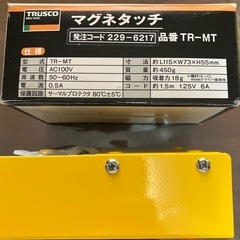 TRUSCO
マグネタッチ
発注コード 229-6217 品番 TR-MT
仕様
型式 TR-MT
電圧 AC100V
周波数 50-60Hz
電流 0.5A
保護回路 サーマルプロテクタ 80℃±5℃
寸法 約L115×W73×H55mm
質量 約450g
吸着力 18g
コード 約1.5m 125V 6A